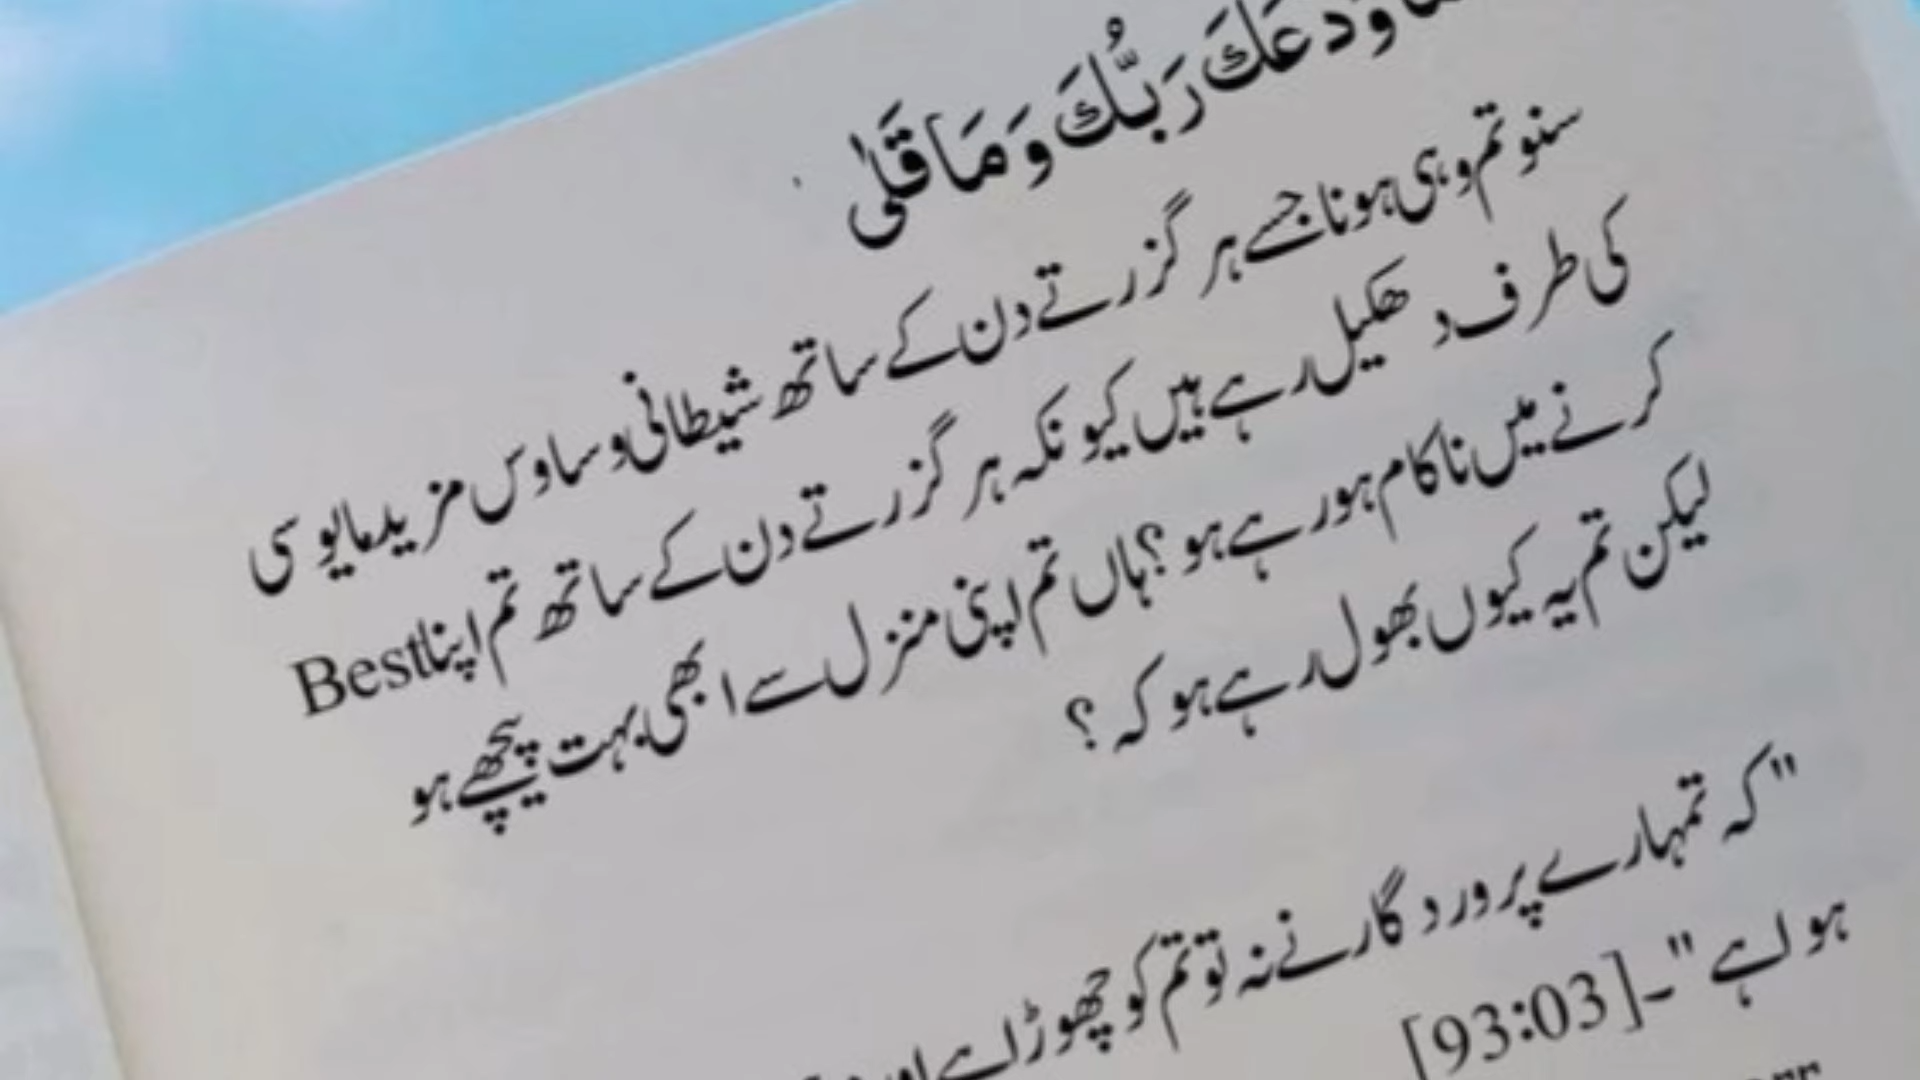 وَدَعَكَ رَبُّكَ وَمَا قَلٰى
سنو تم وہی ہو نا جسے ہر گزرتے دن کے ساتھ شیطانی وساوس مزید مایوسی
کی طرف دھکیل رہے ہیں کیونکہ ہر گزرتے دن کے ساتھ تم اپنا Best
کرنے میں ناکام ہو رہے ہو؟ ہاں تم اپنی منزل سے ابھی بہت پیچھے ہو
لیکن تم یہ کیوں بھول رہے ہو کہ؟
"کہ تمہارے پروردگار نے نہ تو تم کو چھوڑا ہے اور
ہوا ہے"۔[93:03]